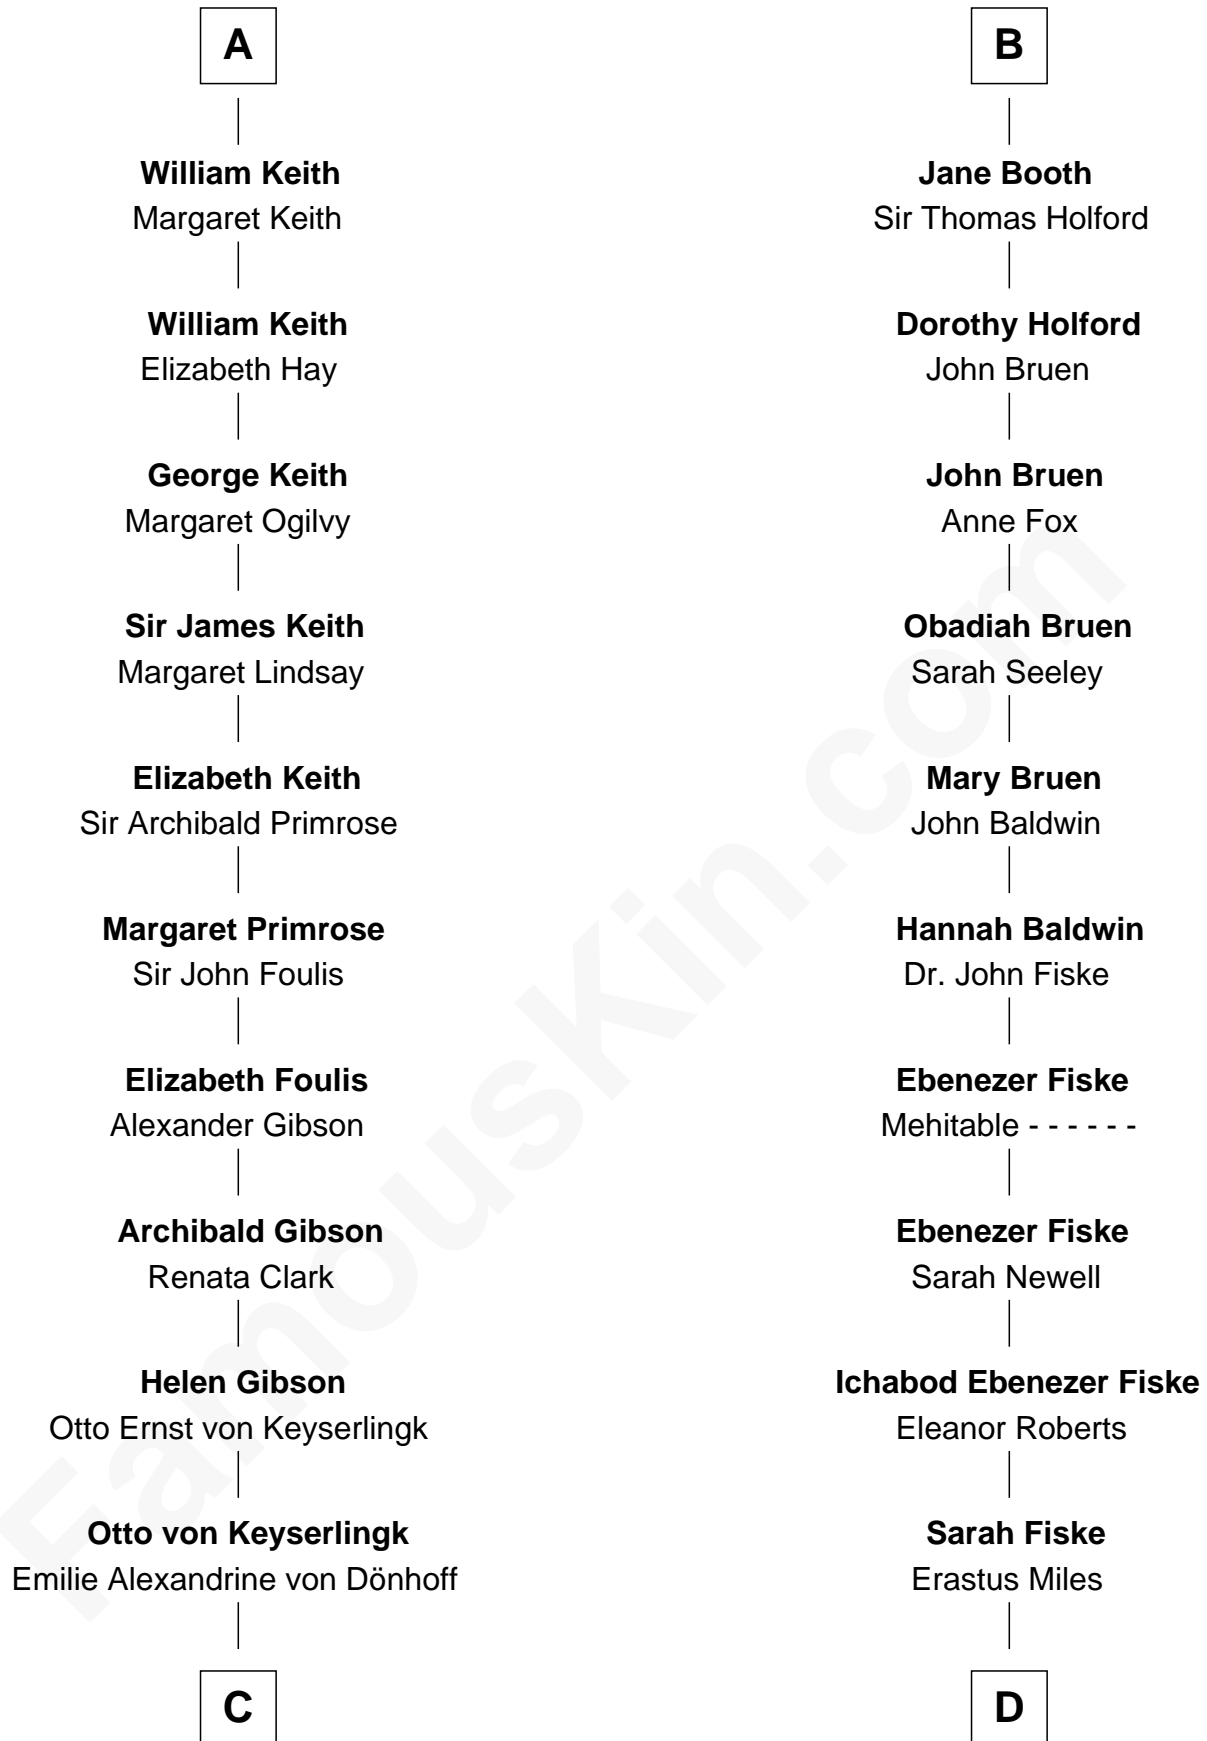 A
William Keith
Margaret Keith
William Keith
Elizabeth Hay
George Keith
Margaret Ogilvy
Sir James Keith
Margaret Lindsay
Elizabeth Keith
Sir Archibald Primrose
Margaret Primrose
Sir John Foulis
Elizabeth Foulis
Alexander Gibson
Archibald Gibson
Renata Clark
Helen Gibson
Otto Ernst von Keyserlingk
Otto von Keyserlingk
Emilie Alexandrine von Dönhoff
C
B
Jane Booth
Sir Thomas Holford
Dorothy Holford
John Bruen
John Bruen
Anne Fox
Obadiah Bruen
Sarah Seeley
Mary Bruen
John Baldwin
Hannah Baldwin
Dr. John Fiske
Ebenezer Fiske
Mehitable - - - - - -
Ebenezer Fiske
Sarah Newell
Ichabod Ebenezer Fiske
Eleanor Roberts
Sarah Fiske
Erastus Miles
D
FamousKin.com